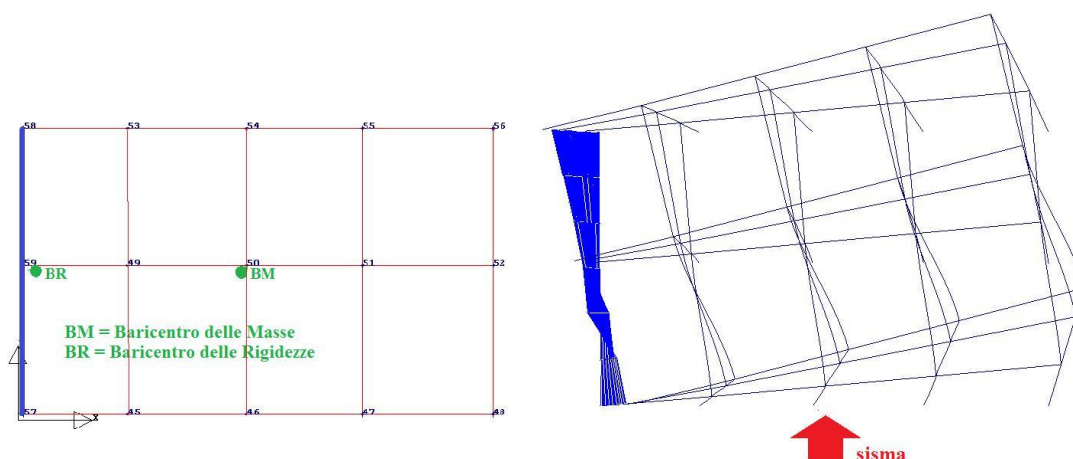 58 53 54 55 56
59 49 50 51 52
BR BM
BM = Baricentro delle Masse
BR = Baricentro delle Rigidezze
x
57 45 46 47 48
sisma